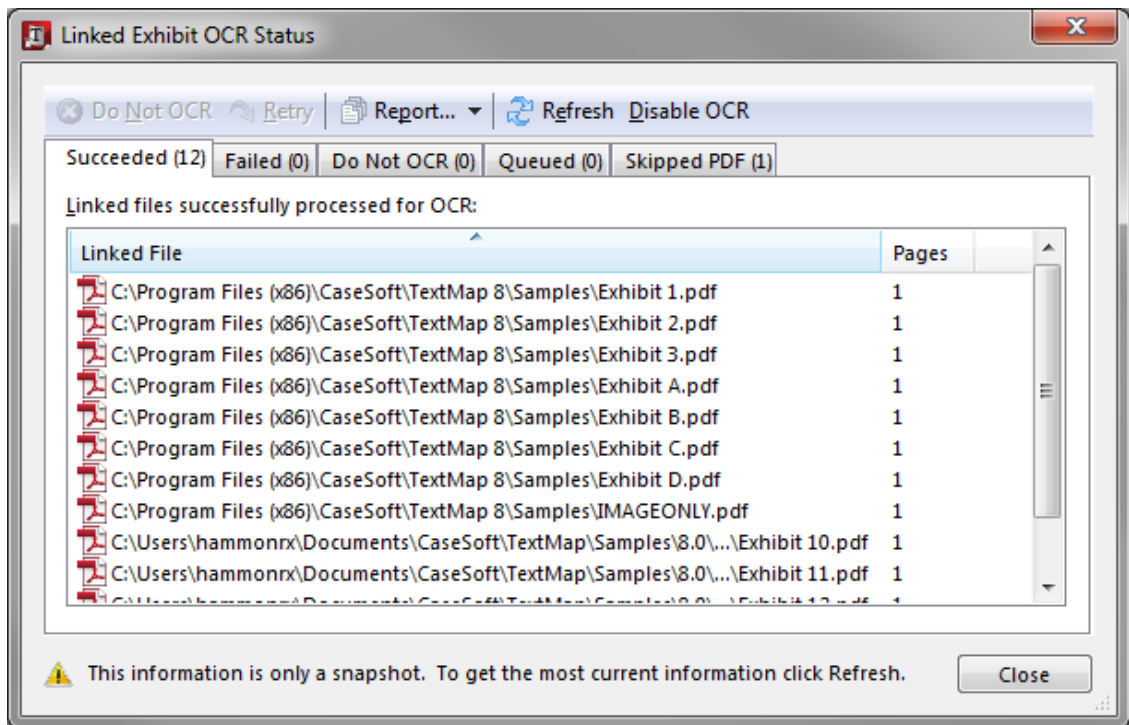 Linked Exhibit OCR Status
Do Not OCR Retry Report... Refresh Disable OCR
Succeeded (12) Failed (0) Do Not OCR (0) Queued (0) Skipped PDF (1)
Linked files successfully processed for OCR:
Linked File Pages
C:\Program Files (x86)\CaseSoft\TextMap 8\Samples\Exhibit 1.pdf 1
C:\Program Files (x86)\CaseSoft\TextMap 8\Samples\Exhibit 2.pdf 1
C:\Program Files (x86)\CaseSoft\TextMap 8\Samples\Exhibit 3.pdf 1
C:\Program Files (x86)\CaseSoft\TextMap 8\Samples\Exhibit A.pdf 1
C:\Program Files (x86)\CaseSoft\TextMap 8\Samples\Exhibit B.pdf 1
C:\Program Files (x86)\CaseSoft\TextMap 8\Samples\Exhibit C.pdf 1
C:\Program Files (x86)\CaseSoft\TextMap 8\Samples\Exhibit D.pdf 1
C:\Program Files (x86)\CaseSoft\TextMap 8\Samples\IMAGEONLY.pdf 1
C:\Users\hammonrx\Documents\CaseSoft\TextMap\Samples\8.0\...\Exhibit 10.pdf 1
C:\Users\hammonrx\Documents\CaseSoft\TextMap\Samples\8.0\...\Exhibit 11.pdf 1
This information is only a snapshot. To get the most current information click Refresh.
Close